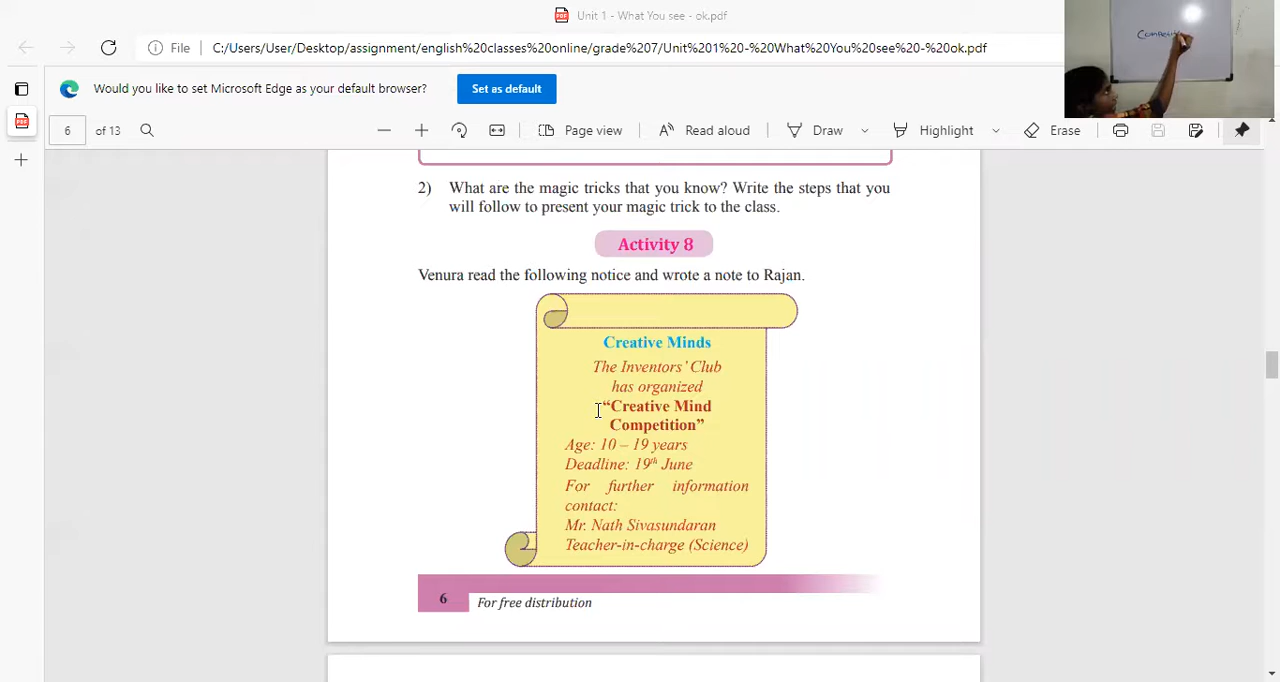 Unit 1 - What You see - ok.pdf
File C:/Users/User/Desktop/assignment/english%20classes%20online/grade%207/Unit%201%20-%20What%20You%20see%20-%20ok.pdf
Would you like to set Microsoft Edge as your default browser? Set as default
6 of 13 Page view Read aloud Draw Highlight Erase
2) What are the magic tricks that you know? Write the steps that you
will follow to present your magic trick to the class.
Activity 8
Venura read the following notice and wrote a note to Rajan.
Creative Minds
The Inventors' Club
has organized
"Creative Mind
Competition"
Age: 10 – 19 years
Deadline: 19th June
For further information
contact:
Mr. Nath Sivasundaran
Teacher-in-charge (Science)
6 For free distribution